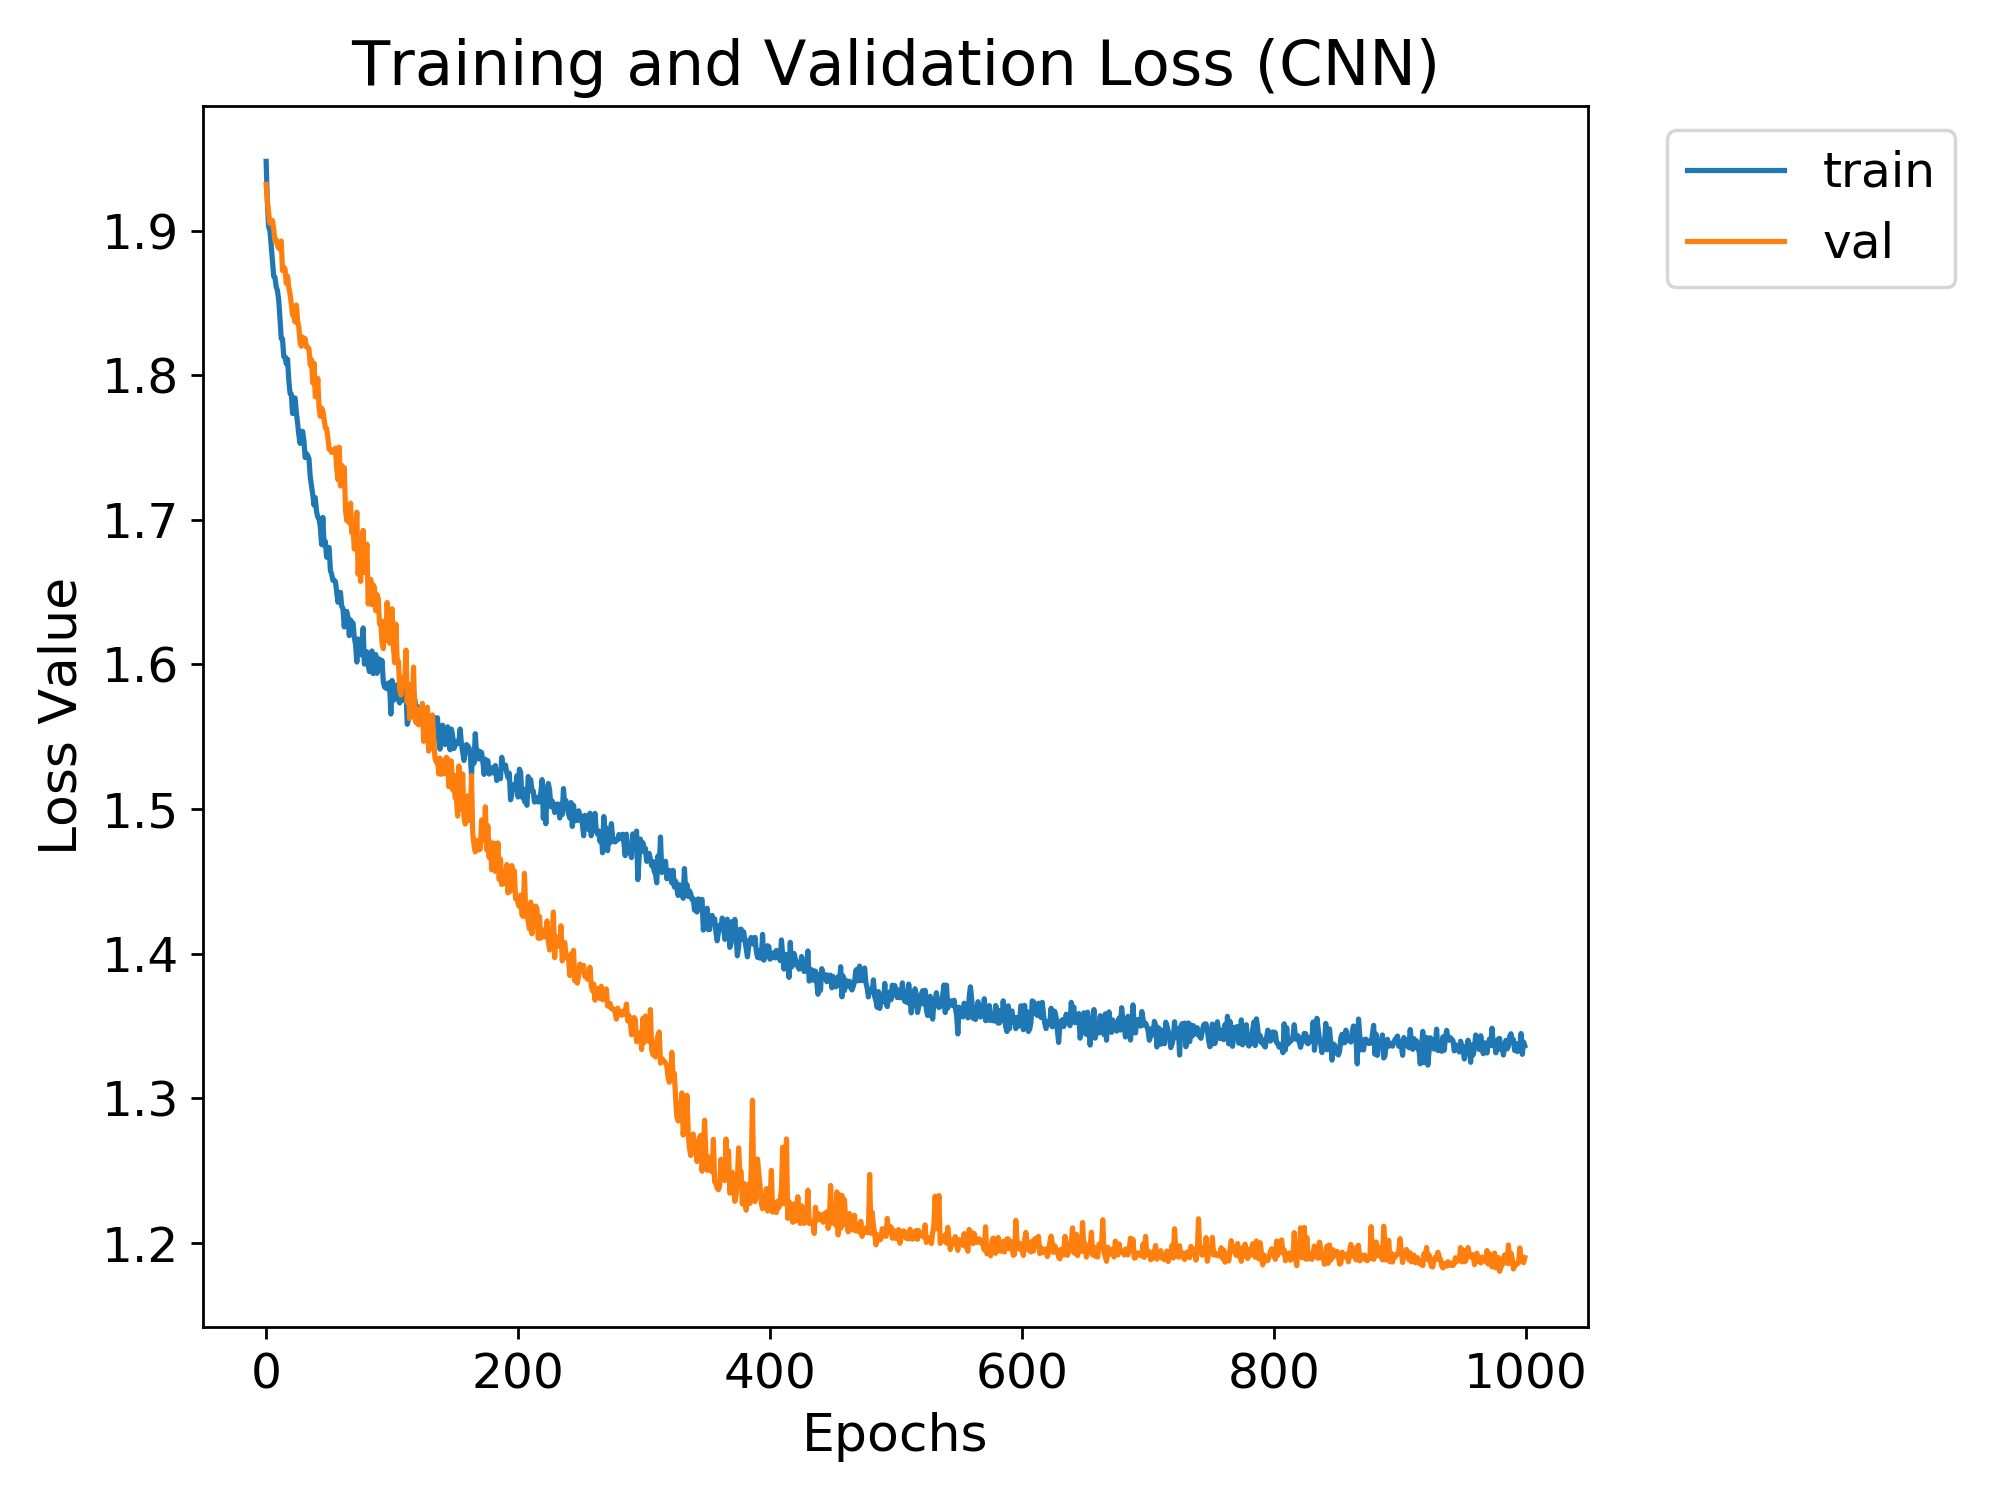 Training and Validation Loss (CNN)
train
val
Loss Value
1.9
1.8
1.7
1.6
1.5
1.4
1.3
1.2
0 200 400 600 800 1000
Epochs